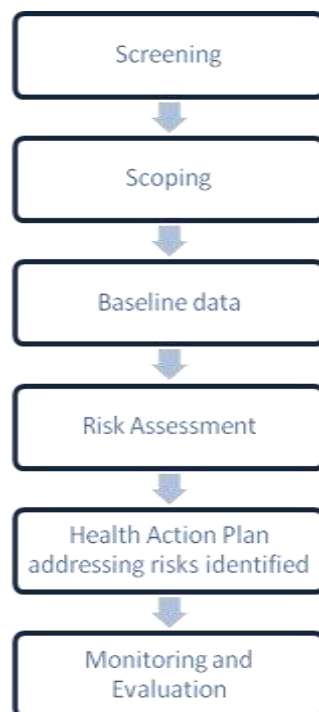 Screening
Scoping
Baseline data
Risk Assessment
Health Action Plan
addressing risks identified
Monitoring and
Evaluation